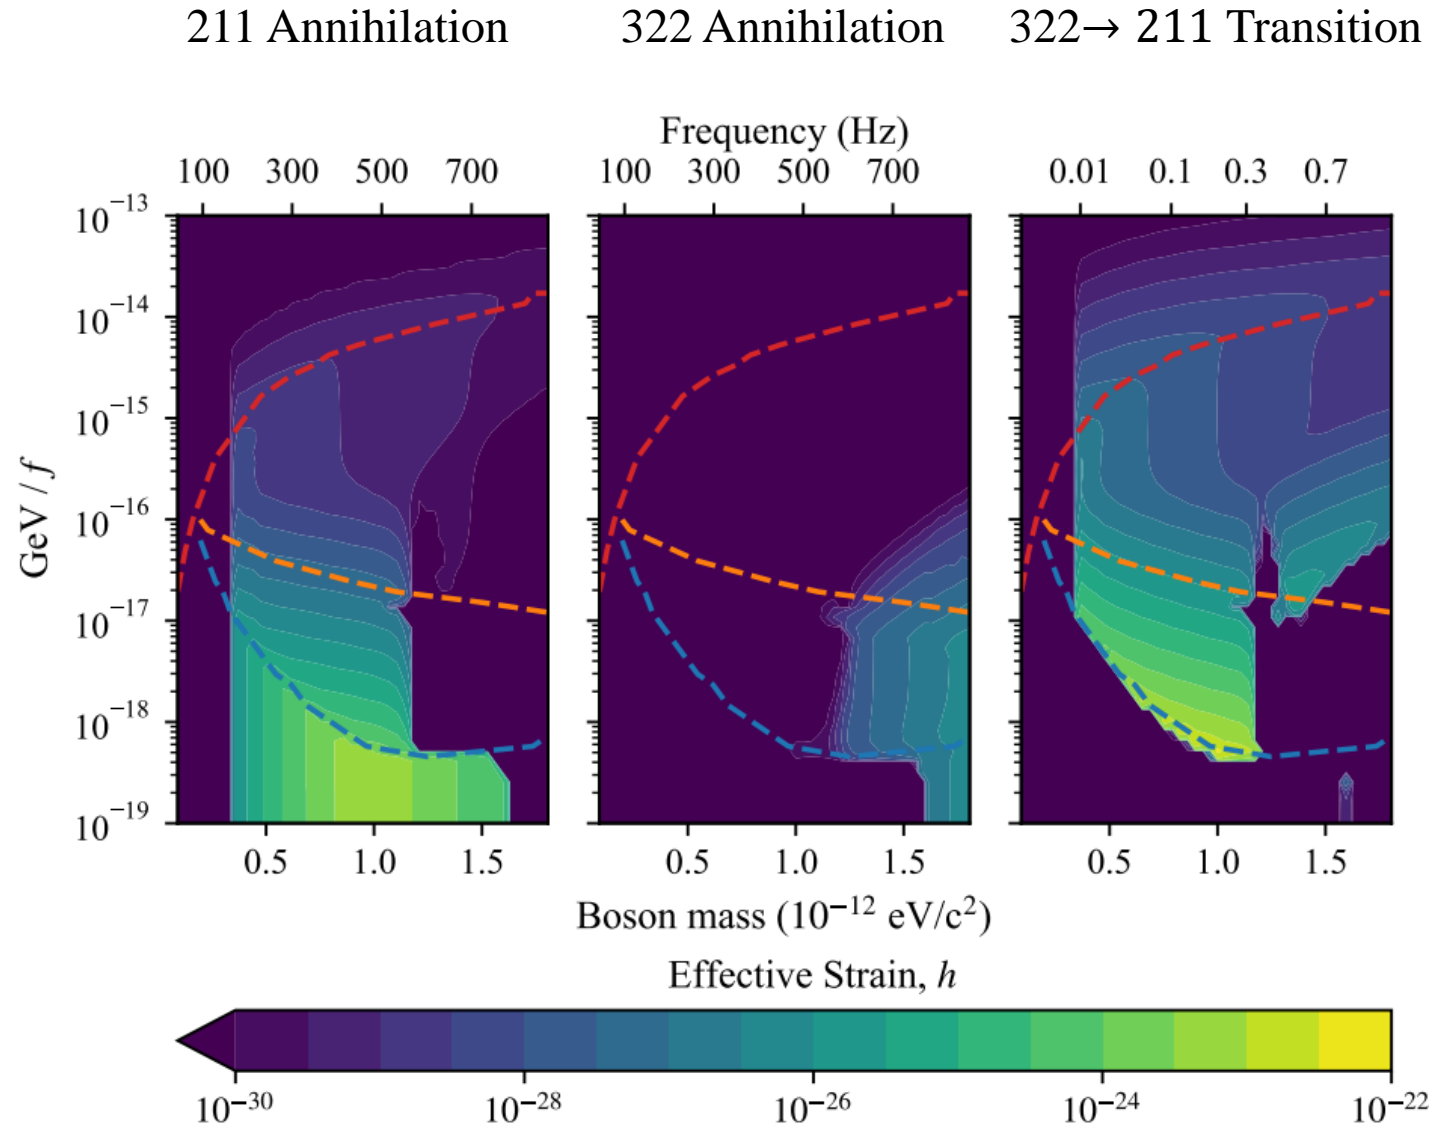 211 Annihilation 322 Annihilation 322→ 211 Transition
Frequency (Hz)
100 300 500 700 100 300 500 700 0.01 0.1 0.3 0.7
10⁻¹³
10⁻¹⁴
10⁻¹⁵
10⁻¹⁶
10⁻¹⁷
10⁻¹⁸
10⁻¹⁹
GeV / f
0.5 1.0 1.5 0.5 1.0 1.5 0.5 1.0 1.5
Boson mass (10⁻¹² eV/c²)
Effective Strain, h
10⁻³⁰ 10⁻²⁸ 10⁻²⁶ 10⁻²⁴ 10⁻²²